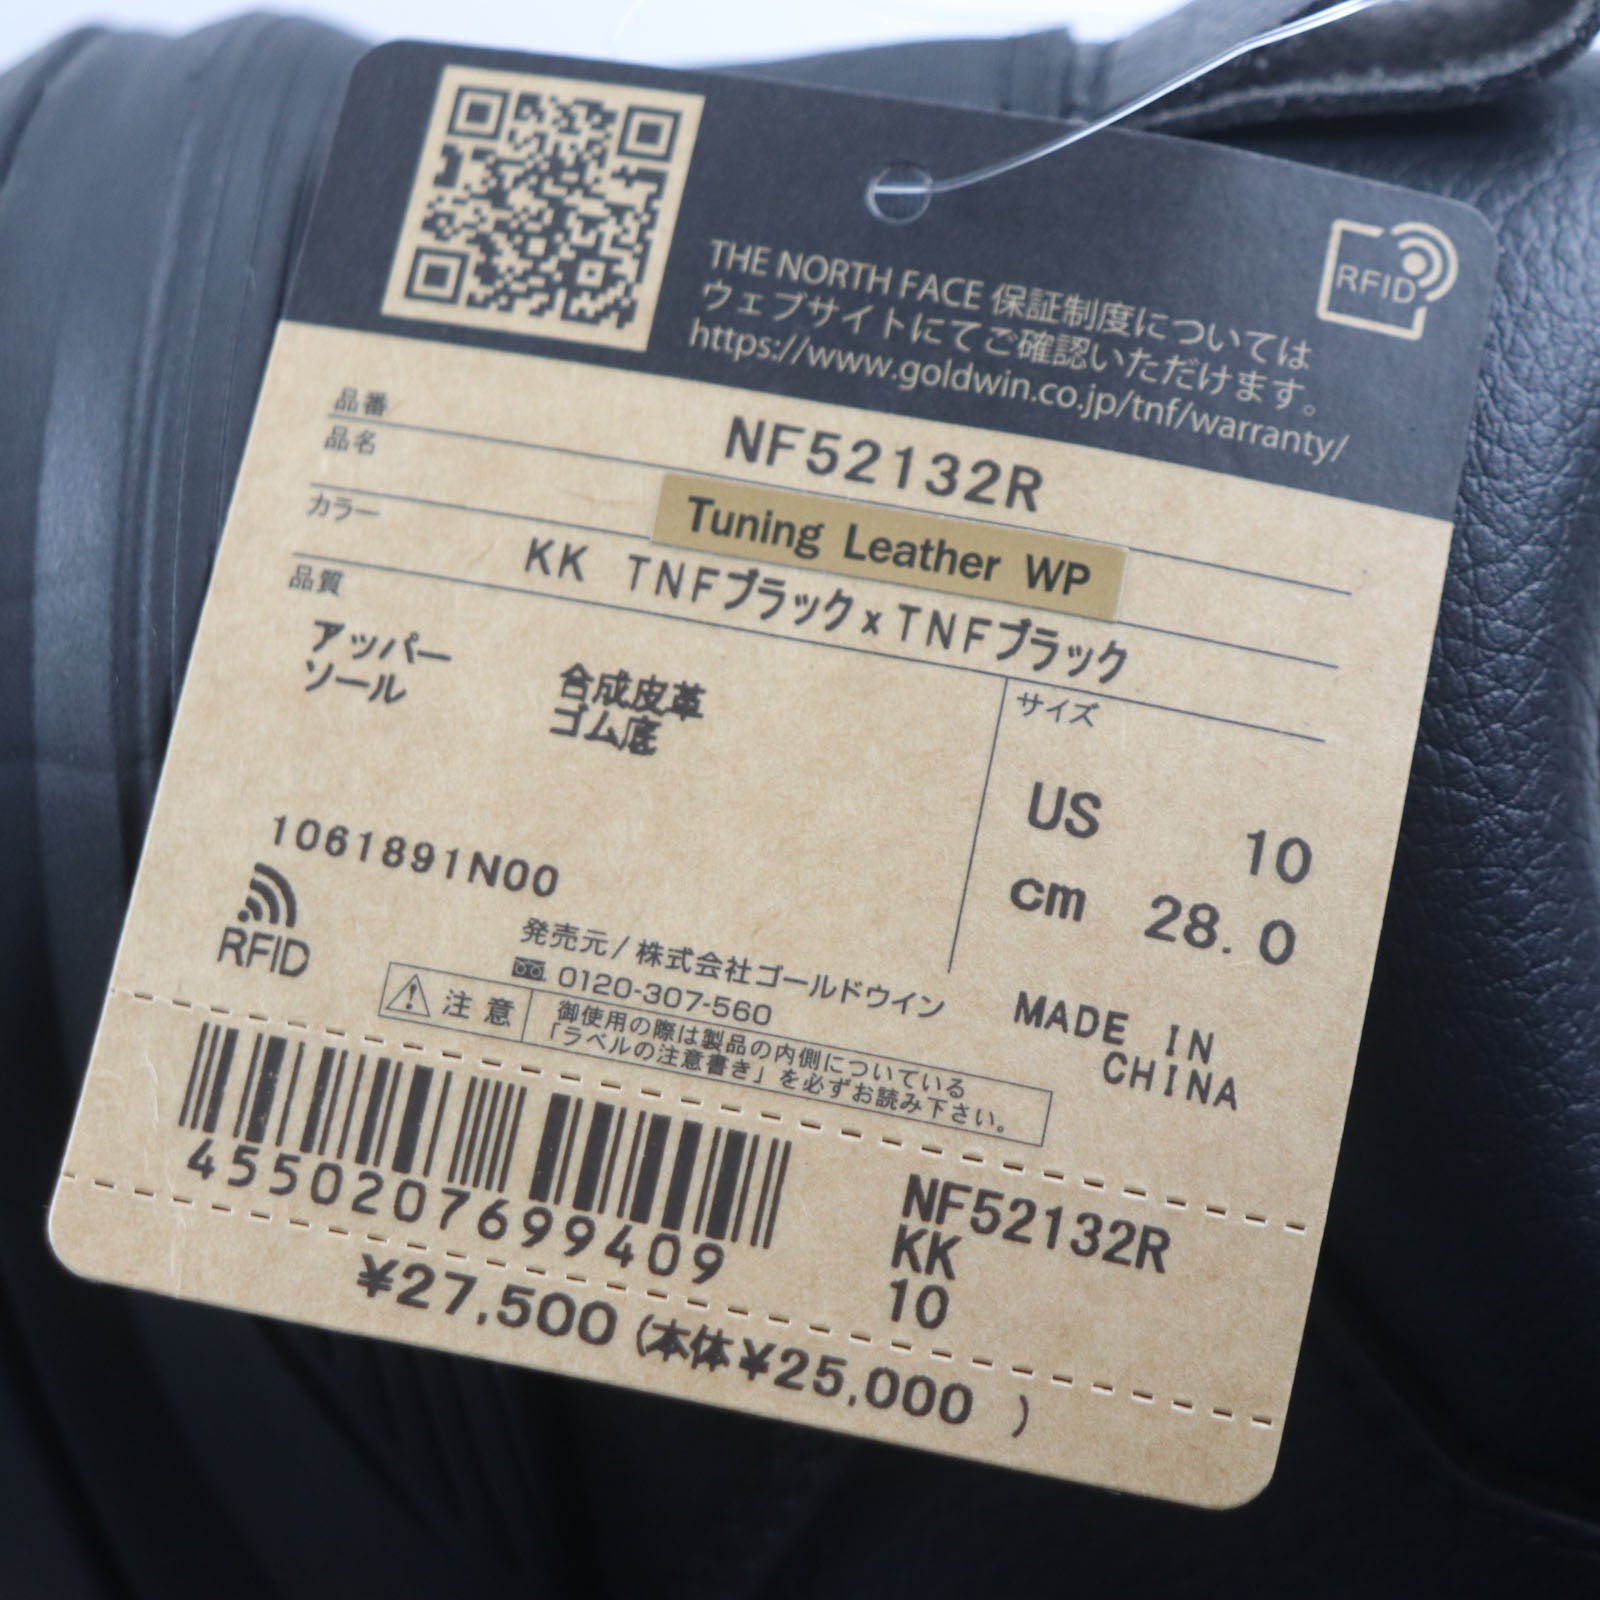 THE NORTH FACE 保証制度については
ウェブサイトにてご確認いただけます。
https://www.goldwin.co.jp/tnf/warranty/
RFID
品番 NF52132R
品名 Tuning Leather WP
カラー KK TNFブラック×TNFブラック
品質
アッパー 合成皮革
ソール ゴム底
サイズ
US 10
cm 28.0
MADE IN
CHINA
1061891N00
RFID
発売元/株式会社ゴールドウイン
0120-307-560
注意 御使用の際は製品の内側についている
「ラベルの注意書き」を必ずお読み下さい。
4550207699409
NF52132R
KK
10
¥27,500(本体¥25,000 )